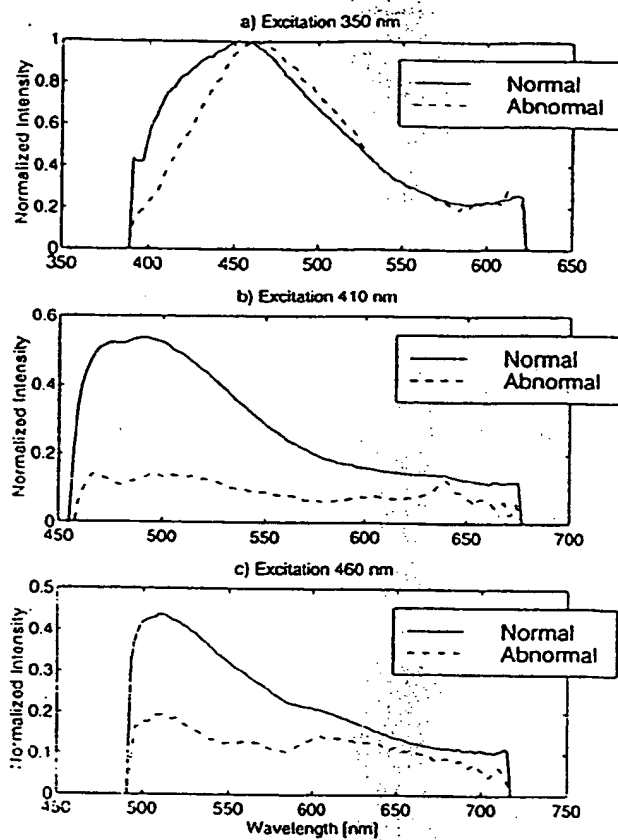 a) Excitation 350 nm
Normalized Intensity
1
0.8
0.6
0.4
0.2
0
350 400 450 500 550 600 650
Normal
Abnormal
b) Excitation 410 nm
Normalized Intensity
0.6
0.4
0.2
0
450 500 550 600 650 700
Normal
Abnormal
c) Excitation 460 nm
Normalized Intensity
0.5
0.4
0.3
0.2
0.1
0
450 500 550 600 650 700 750
Normal
Abnormal
Wavelength [nm]